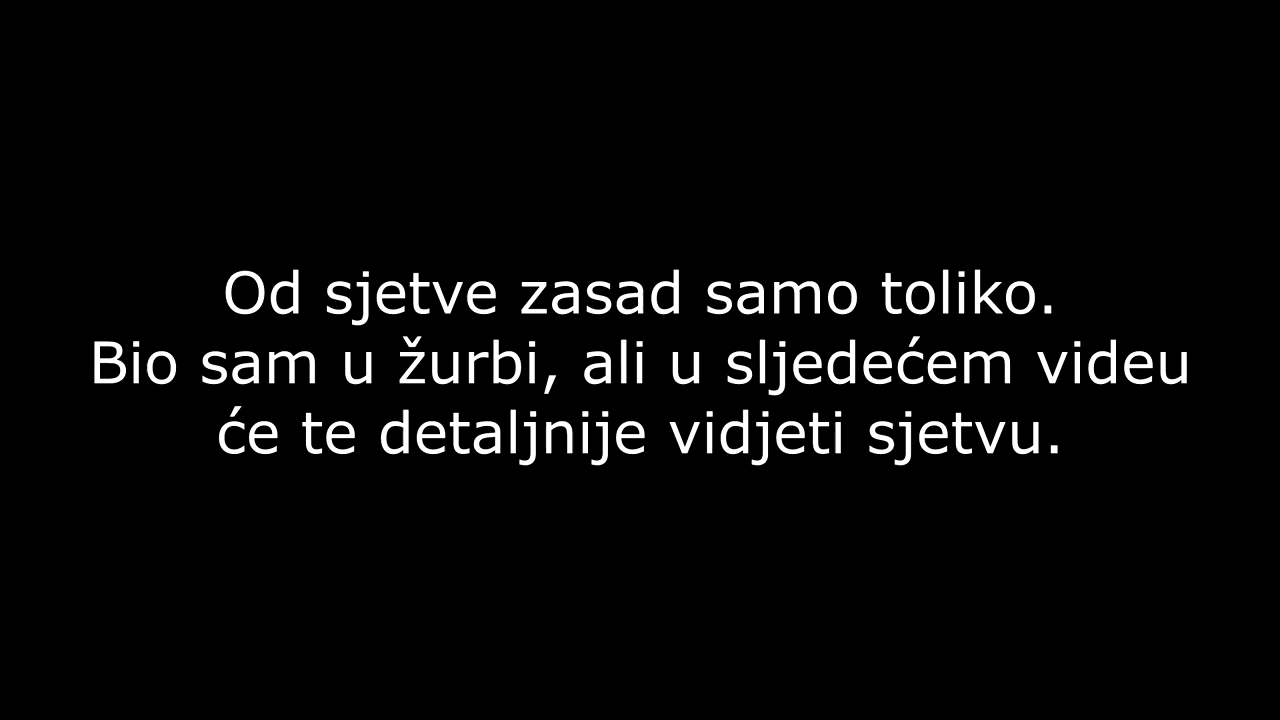 Od sjetve zasad samo toliko.
Bio sam u žurbi, ali u sljedećem videu
će te detaljnije vidjeti sjetvu.